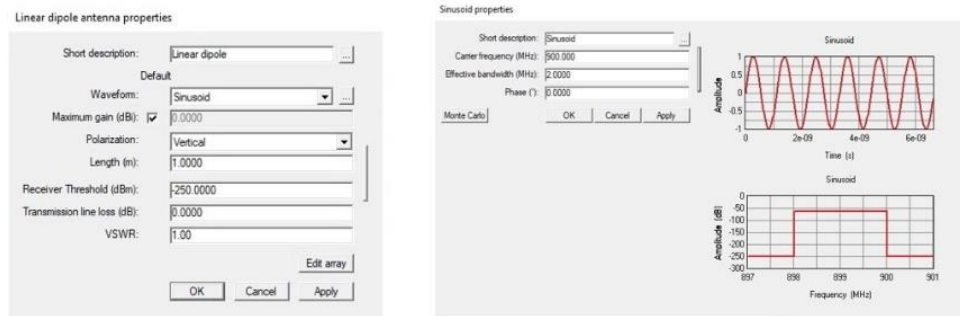 Linear dipole antenna properties
Short description: Linear dipole ...
Default
Waveform: Sinusoid ...
Maximum gain (dBi): 0.0000
Polarization: Vertical
Length (m): 1.0000
Receiver Threshold (dBm): -250.0000
Transmission line loss (dB): 0.0000
VSWR: 1.00
Edit array
OK Cancel Apply
Sinusoid properties
Short description: Sinusoid ...
Carrier frequency (MHz): 900.000
Effective bandwidth (MHz): 2.0000
Phase (°): 0.0000
Monte Carlo OK Cancel Apply
Sinusoid
Amplitude
1
0.5
0
-0.5
-1
0 2e-09 4e-09 6e-09
Time (s)
Sinusoid
Amplitude (dB)
0
-50
-100
-150
-200
-250
-300
897 898 899 900 901
Frequency (MHz)